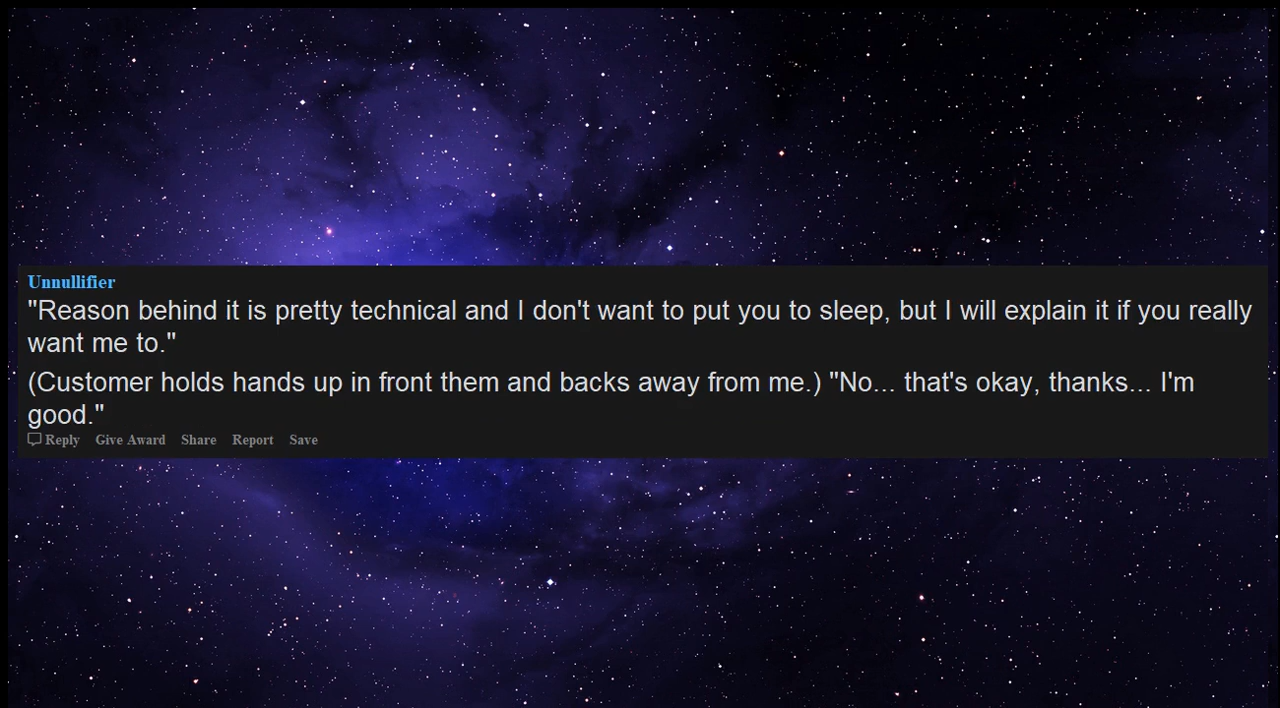 Unnullifier
"Reason behind it is pretty technical and I don't want to put you to sleep, but I will explain it if you really
want me to."
(Customer holds hands up in front them and backs away from me.) "No... that's okay, thanks... I'm
good."
Reply Give Award Share Report Save